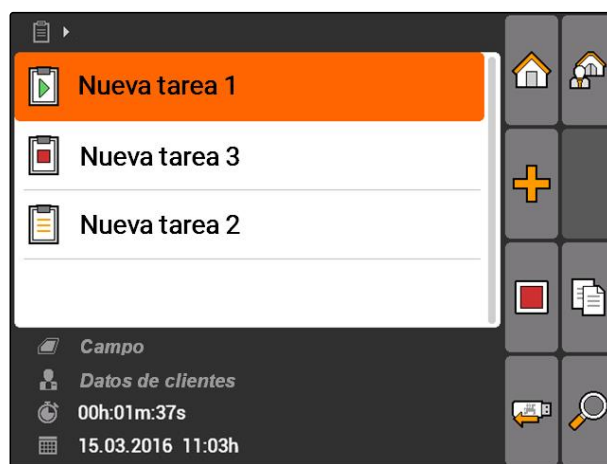 Nueva tarea 1
Nueva tarea 3
Nueva tarea 2
Campo
Datos de clientes
00h:01m:37s
15.03.2016 11:03h